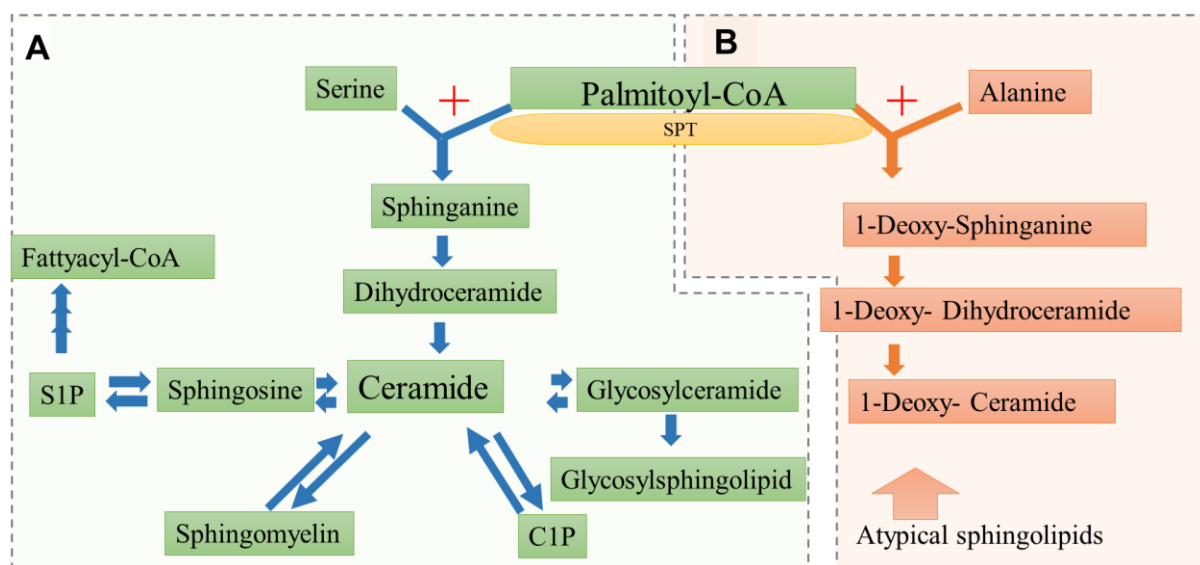 A
B
Serine
+
Palmitoyl-CoA
+
Alanine
SPT
Sphinganine
1-Deoxy-Sphinganine
Fattyacyl-CoA
Dihydroceramide
1-Deoxy- Dihydroceramide
S1P
Sphingosine
Ceramide
Glycosylceramide
1-Deoxy- Ceramide
Glycosylsphingolipid
Sphingomyelin
C1P
Atypical sphingolipids